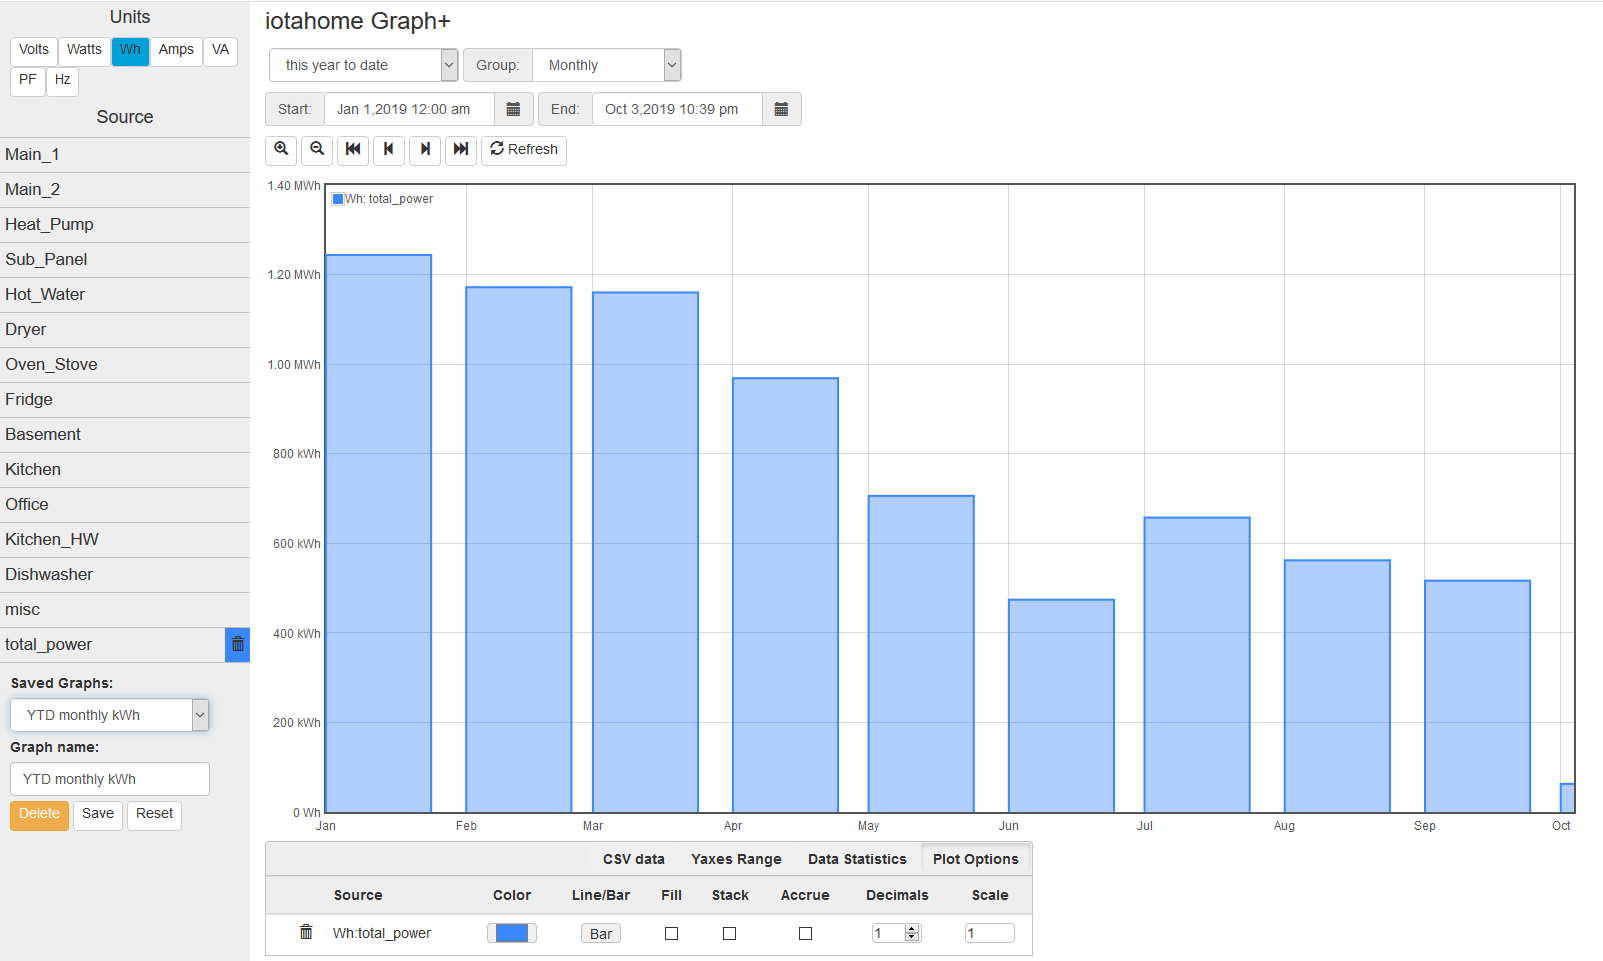 Units
Volts Watts Wh Amps VA
PF Hz
Source
Main_1
Main_2
Heat_Pump
Sub_Panel
Hot_Water
Dryer
Oven_Stove
Fridge
Basement
Kitchen
Office
Kitchen_HW
Dishwasher
misc
total_power
Saved Graphs:
YTD monthly kWh
Graph name:
YTD monthly kWh
Delete Save Reset
iotahome Graph+
this year to date Group: Monthly
Start: Jan 1,2019 12:00 am End: Oct 3,2019 10:39 pm
Refresh
1.40 MWh
Wh: total_power
1.20 MWh
1.00 MWh
800 kWh
600 kWh
400 kWh
200 kWh
0 Wh
Jan Feb Mar Apr May Jun Jul Aug Sep Oct
CSV data Yaxes Range Data Statistics Plot Options
Source Color Line/Bar Fill Stack Accrue Decimals Scale
Wh:total_power Bar 1 1